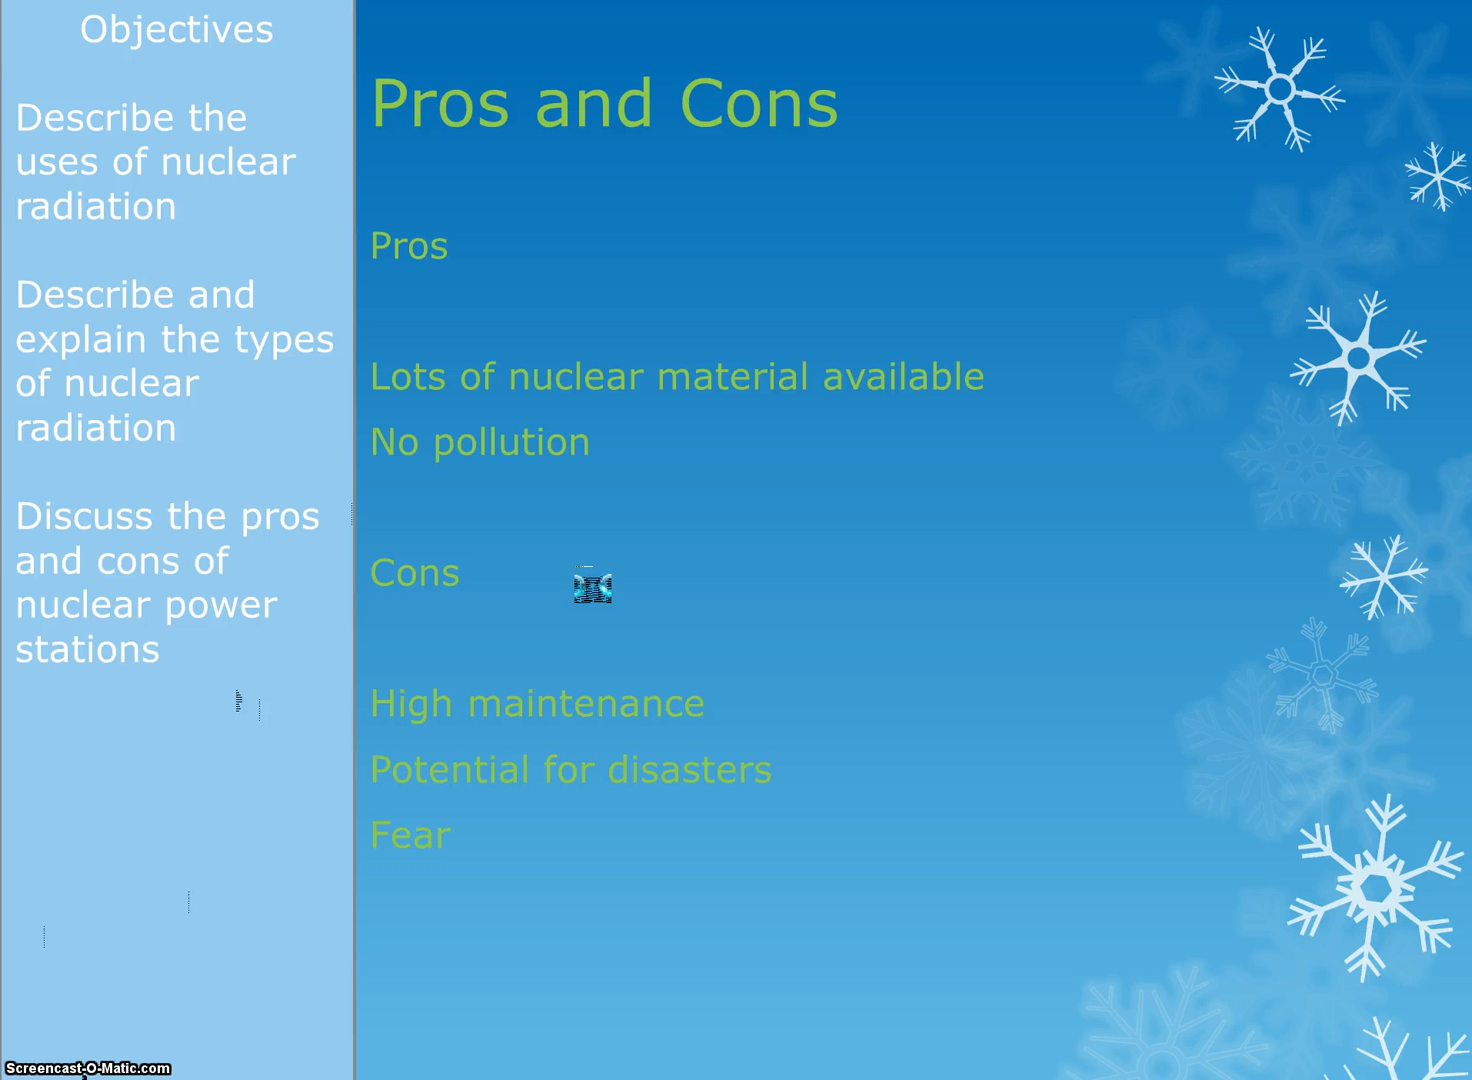 Objectives
Describe the
uses of nuclear
radiation
Describe and
explain the types
of nuclear
radiation
Discuss the pros
and cons of
nuclear power
stations
Pros and Cons
Pros
Lots of nuclear material available
No pollution
Cons
High maintenance
Potential for disasters
Fear
Screencast-O-Matic.com